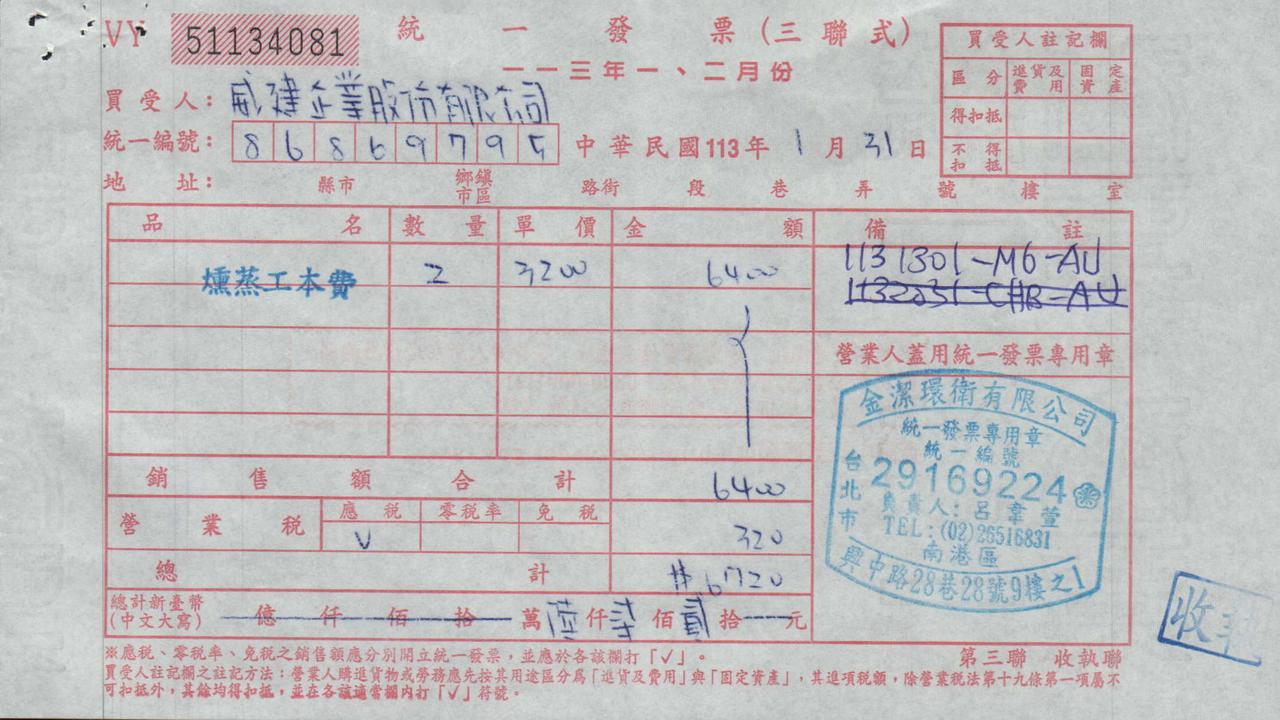 VY 51134081 統一發票(三聯式)
一一三年一、二月份
買受人註記欄
區分 進貨及費用 固定資產
得扣抵
不得扣抵
買受人: 威建企業股份有限公司
統一編號: 86869795 中華民國113年1月31日
地址: 縣市 鄉鎮市區 路街 段 巷 弄 號 樓 室
品名 數量 單價 金額 備註
燻蒸工本費 2 3200 6400 1131301-M6-AU
1132031-CHB-AU
營業人蓋用統一發票專用章
金潔環衛有限公司
統一發票專用章
統一編號
29169224
負責人:呂韋萱
TEL:(02)26516831
台北市南港區
興中路28巷28號9樓之1
銷售額合計 6400
營業稅 應稅 零稅率 免稅
V 320
總計 #6720
總計新臺幣(中文大寫) 億仟佰拾萬陸仟柒佰貳拾元
※應稅、零稅率、免稅之銷售額應分別開立統一發票,並應於各該欄打「✓」。
第三聯 收執聯
買受人註記欄之註記方法:營業人購進貨物或勞務應先按其用途區分為「進貨及費用」與「固定資產」,其進項稅額,除營業稅法第十九條第一項屬不
可扣抵外,其餘均得扣抵,並在各該適當欄內打「✓」符號。
收執